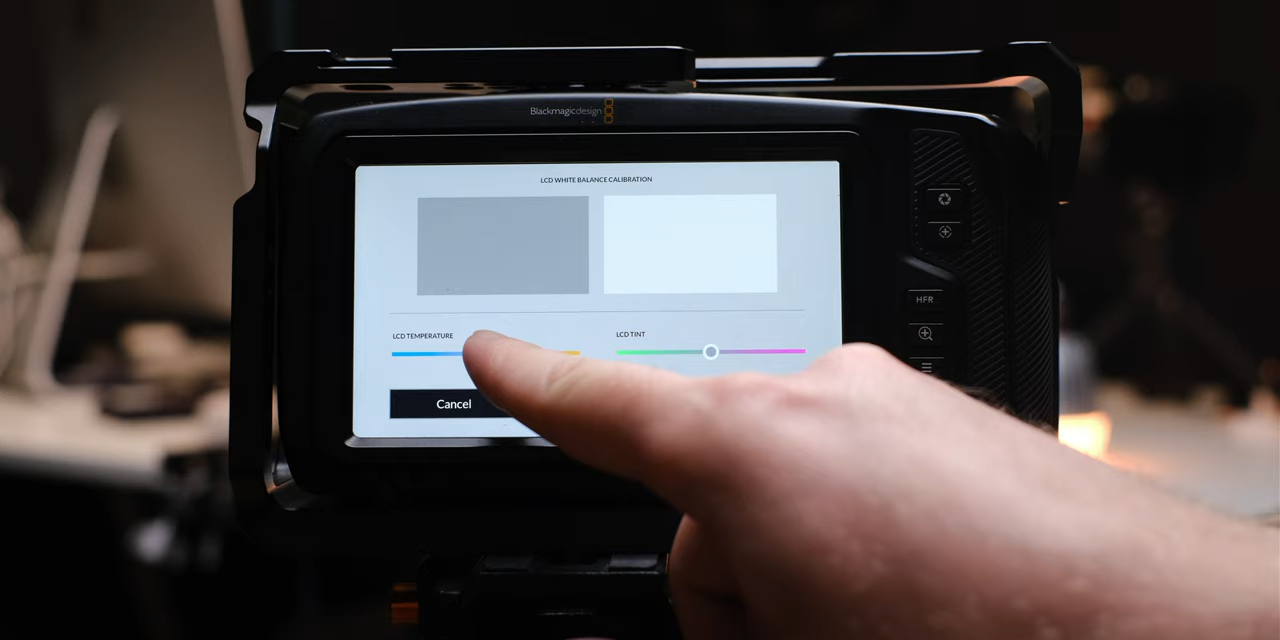 Blackmagicdesign
LCD WHITE BALANCE CALIBRATION
LCD TEMPERATURE
LCD TINT
Cancel
HFR